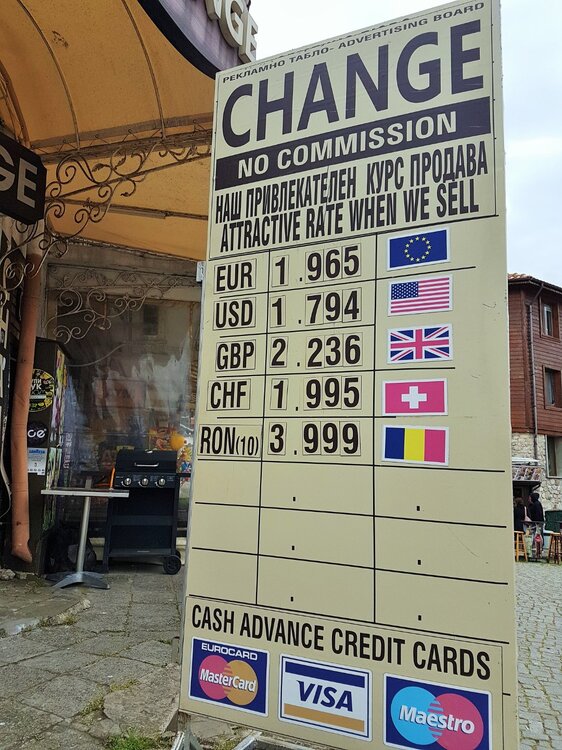 NGE
GE
РЕКЛАМНО ТАБЛО- ADVERTISING BOARD
CHANGE
NO COMMISSION
НАШ ПРИВЛЕКАТЕЛЕН КУРС ПРОДАВА
ATTRACTIVE RATE WHEN WE SELL
EUR 1.965
USD 1.794
GBP 2.236
CHF 1.995
RON(10) 3.999
CASH ADVANCE CREDIT CARDS
EUROCARD
MasterCard
VISA
Maestro